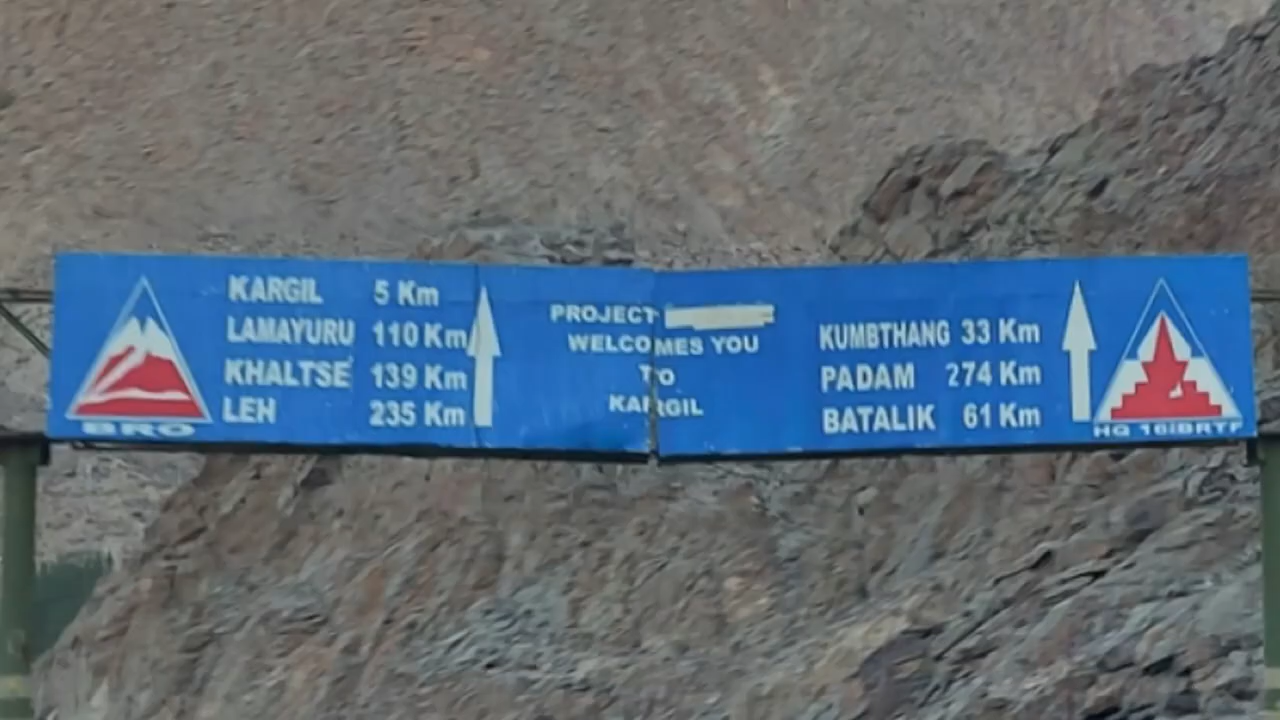 KARGIL 5 Km
LAMAYURU 110 Km
KHALTSE 139 Km
LEH 235 Km
BRO
PROJECT
WELCOMES YOU
To
KARGIL
KUMBTHANG 33 Km
PADAM 274 Km
BATALIK 61 Km
HQ 16 BRTF